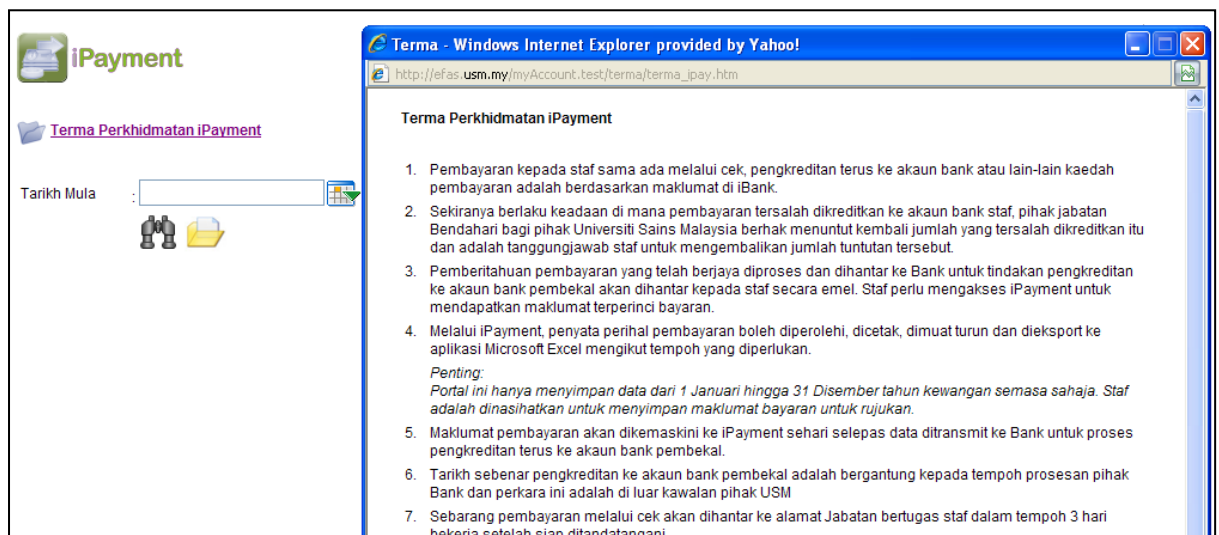 iPayment
Terma Perkhidmatan iPayment
Tarikh Mula :
Terma - Windows Internet Explorer provided by Yahoo!
http://efas.usm.my/myAccount.test/terma/terma_ipay.htm
Terma Perkhidmatan iPayment
1. Pembayaran kepada staf sama ada melalui cek, pengkreditan terus ke akaun bank atau lain-lain kaedah
pembayaran adalah berdasarkan maklumat di iBank.
2. Sekiranya berlaku keadaan di mana pembayaran tersalah dikreditkan ke akaun bank staf, pihak jabatan
Bendahari bagi pihak Universiti Sains Malaysia berhak menuntut kembali jumlah yang tersalah dikreditkan itu
dan adalah tanggungjawab staf untuk mengembalikan jumlah tuntutan tersebut.
3. Pemberitahuan pembayaran yang telah berjaya diproses dan dihantar ke Bank untuk tindakan pengkreditan
ke akaun bank pembekal akan dihantar kepada staf secara emel. Staf perlu mengakses iPayment untuk
mendapatkan maklumat terperinci bayaran.
4. Melalui iPayment, penyata perihal pembayaran boleh diperolehi, dicetak, dimuat turun dan dieksport ke
aplikasi Microsoft Excel mengikut tempoh yang diperlukan.
Penting:
Portal ini hanya menyimpan data dari 1 Januari hingga 31 Disember tahun kewangan semasa sahaja. Staf
adalah dinasihatkan untuk menyimpan maklumat bayaran untuk rujukan.
5. Maklumat pembayaran akan dikemaskini ke iPayment sehari selepas data ditransmit ke Bank untuk proses
pengkreditan terus ke akaun bank pembekal.
6. Tarikh sebenar pengkreditan ke akaun bank pembekal adalah bergantung kepada tempoh prosesan pihak
Bank dan perkara ini adalah di luar kawalan pihak USM
7. Sebarang pembayaran melalui cek akan dihantar ke alamat Jabatan bertugas staf dalam tempoh 3 hari
bekerja setelah siap ditandatangani